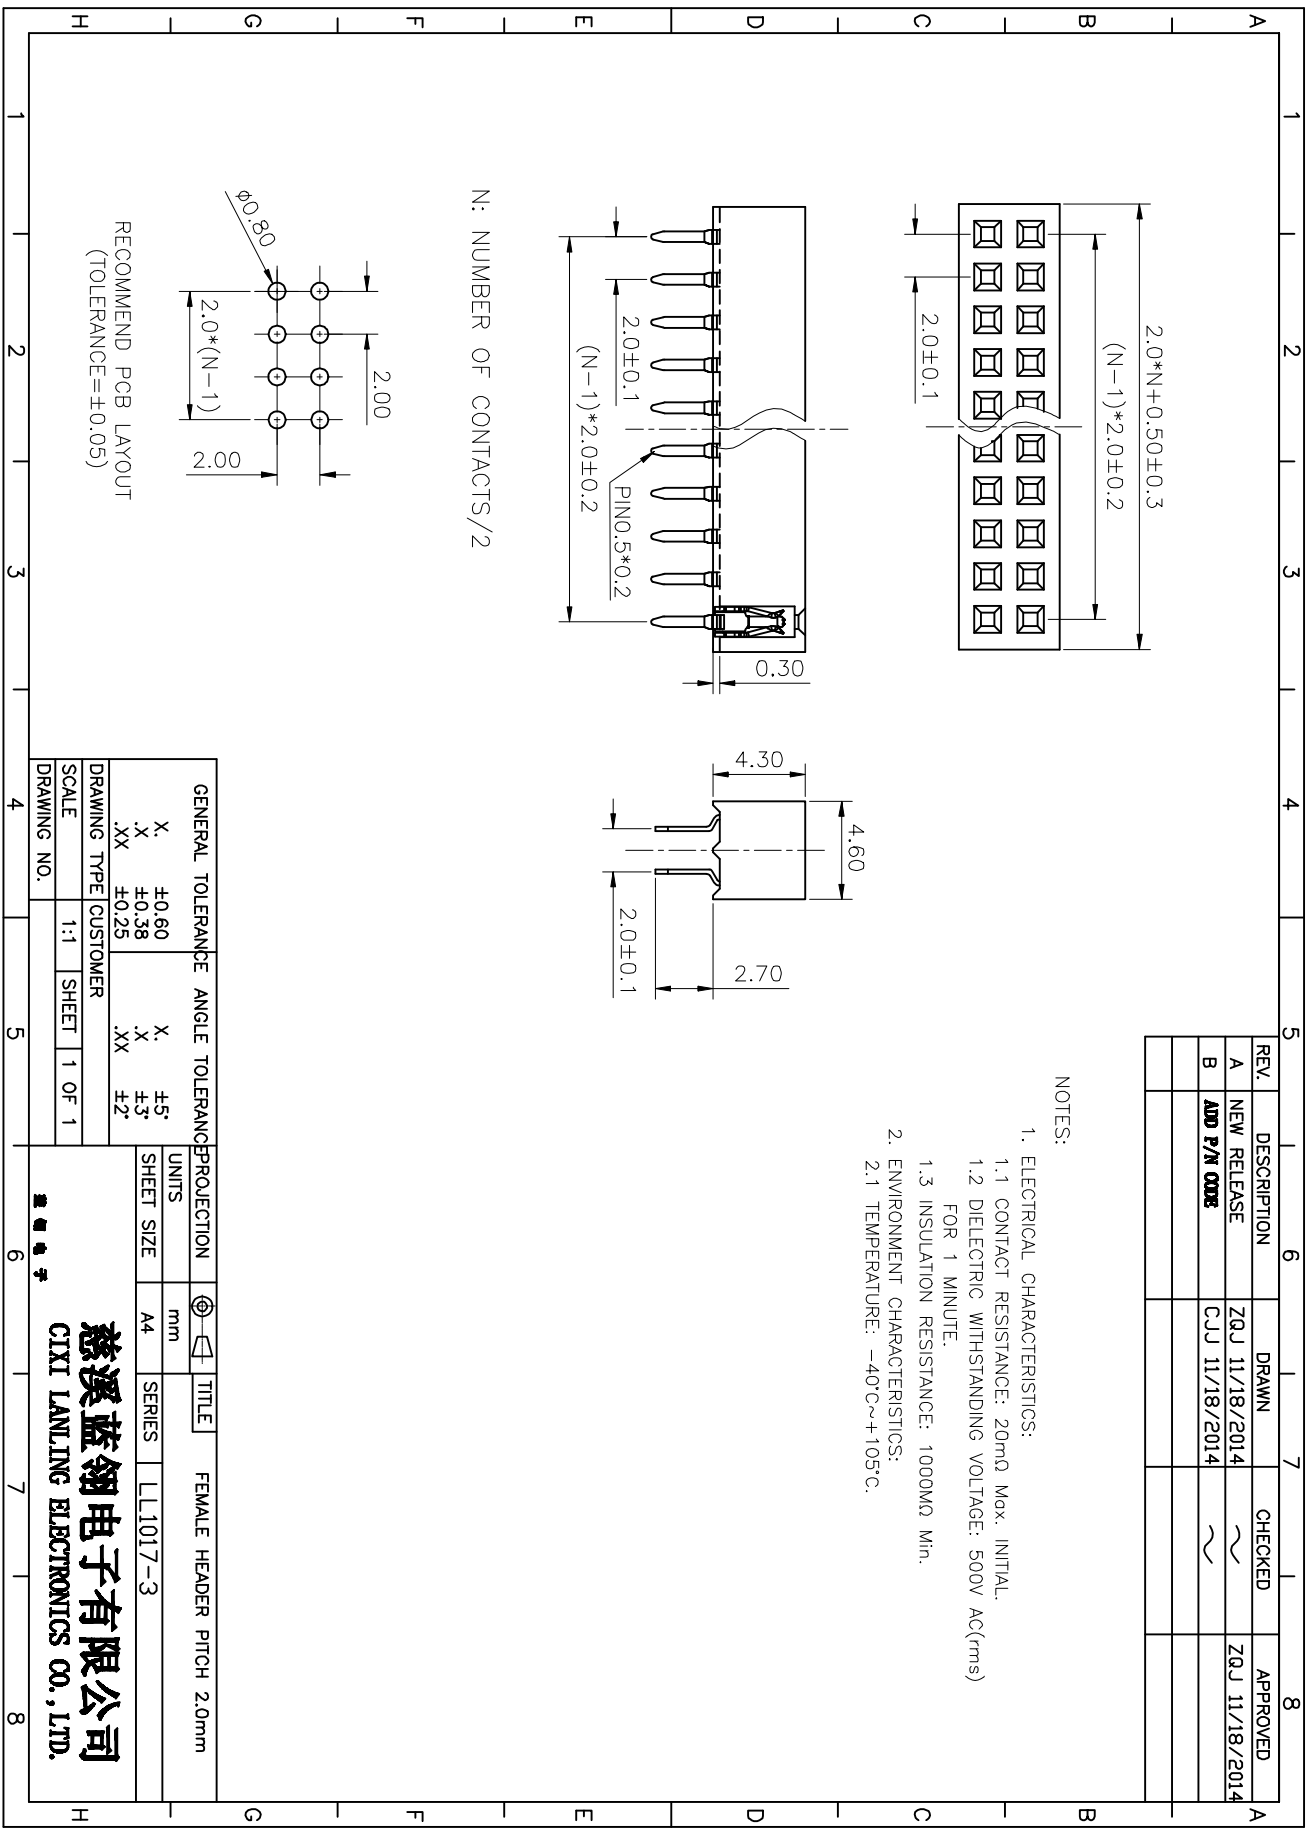 1 2 3 4 5 6 7 8
A B C D E F G H
A B C D E F G H
1 2 3 4 5 6 7 8
REV. DESCRIPTION DRAWN CHECKED APPROVED
A NEW RELEASE ZQJ 11/18/2014 ZQJ 11/18/2014
B ADD P/N CODE CJJ 11/18/2014
2.0*N+0.50±0.3
(N-1)*2.0±0.2
2.0±0.1
4.60
4.30
2.70
2.0±0.1
0.30
PIN0.5*0.2
2.0±0.1
(N-1)*2.0±0.2
N: NUMBER OF CONTACTS/2
2.00
φ0.80
2.00
2.0*(N-1)
RECOMMEND PCB LAYOUT
(TOLERANCE=±0.05)
NOTES:
1. ELECTRICAL CHARACTERISTICS:
1.1 CONTACT RESISTANCE: 20mΩ Max. INITIAL.
1.2 DIELECTRIC WITHSTANDING VOLTAGE: 500V AC(rms)
FOR 1 MINUTE.
1.3 INSULATION RESISTANCE: 1000MΩ Min.
2. ENVIRONMENT CHARACTERISTICS:
2.1 TEMPERATURE: -40°C~+105°C.
GENERAL TOLERANCE ANGLE TOLERANCE
X. ±0.60 X. ±5°
.X ±0.38 .X ±3°
.XX ±0.25 .XX ±2°
DRAWING TYPE CUSTOMER
SCALE 1:1 SHEET 1 OF 1
DRAWING NO.
PROJECTION TITLE FEMALE HEADER PITCH 2.0mm
UNITS mm
SHEET SIZE A4 SERIES LL1017-3
慈溪蓝翎电子有限公司
CIXI LANLING ELECTRONICS CO.,LTD.